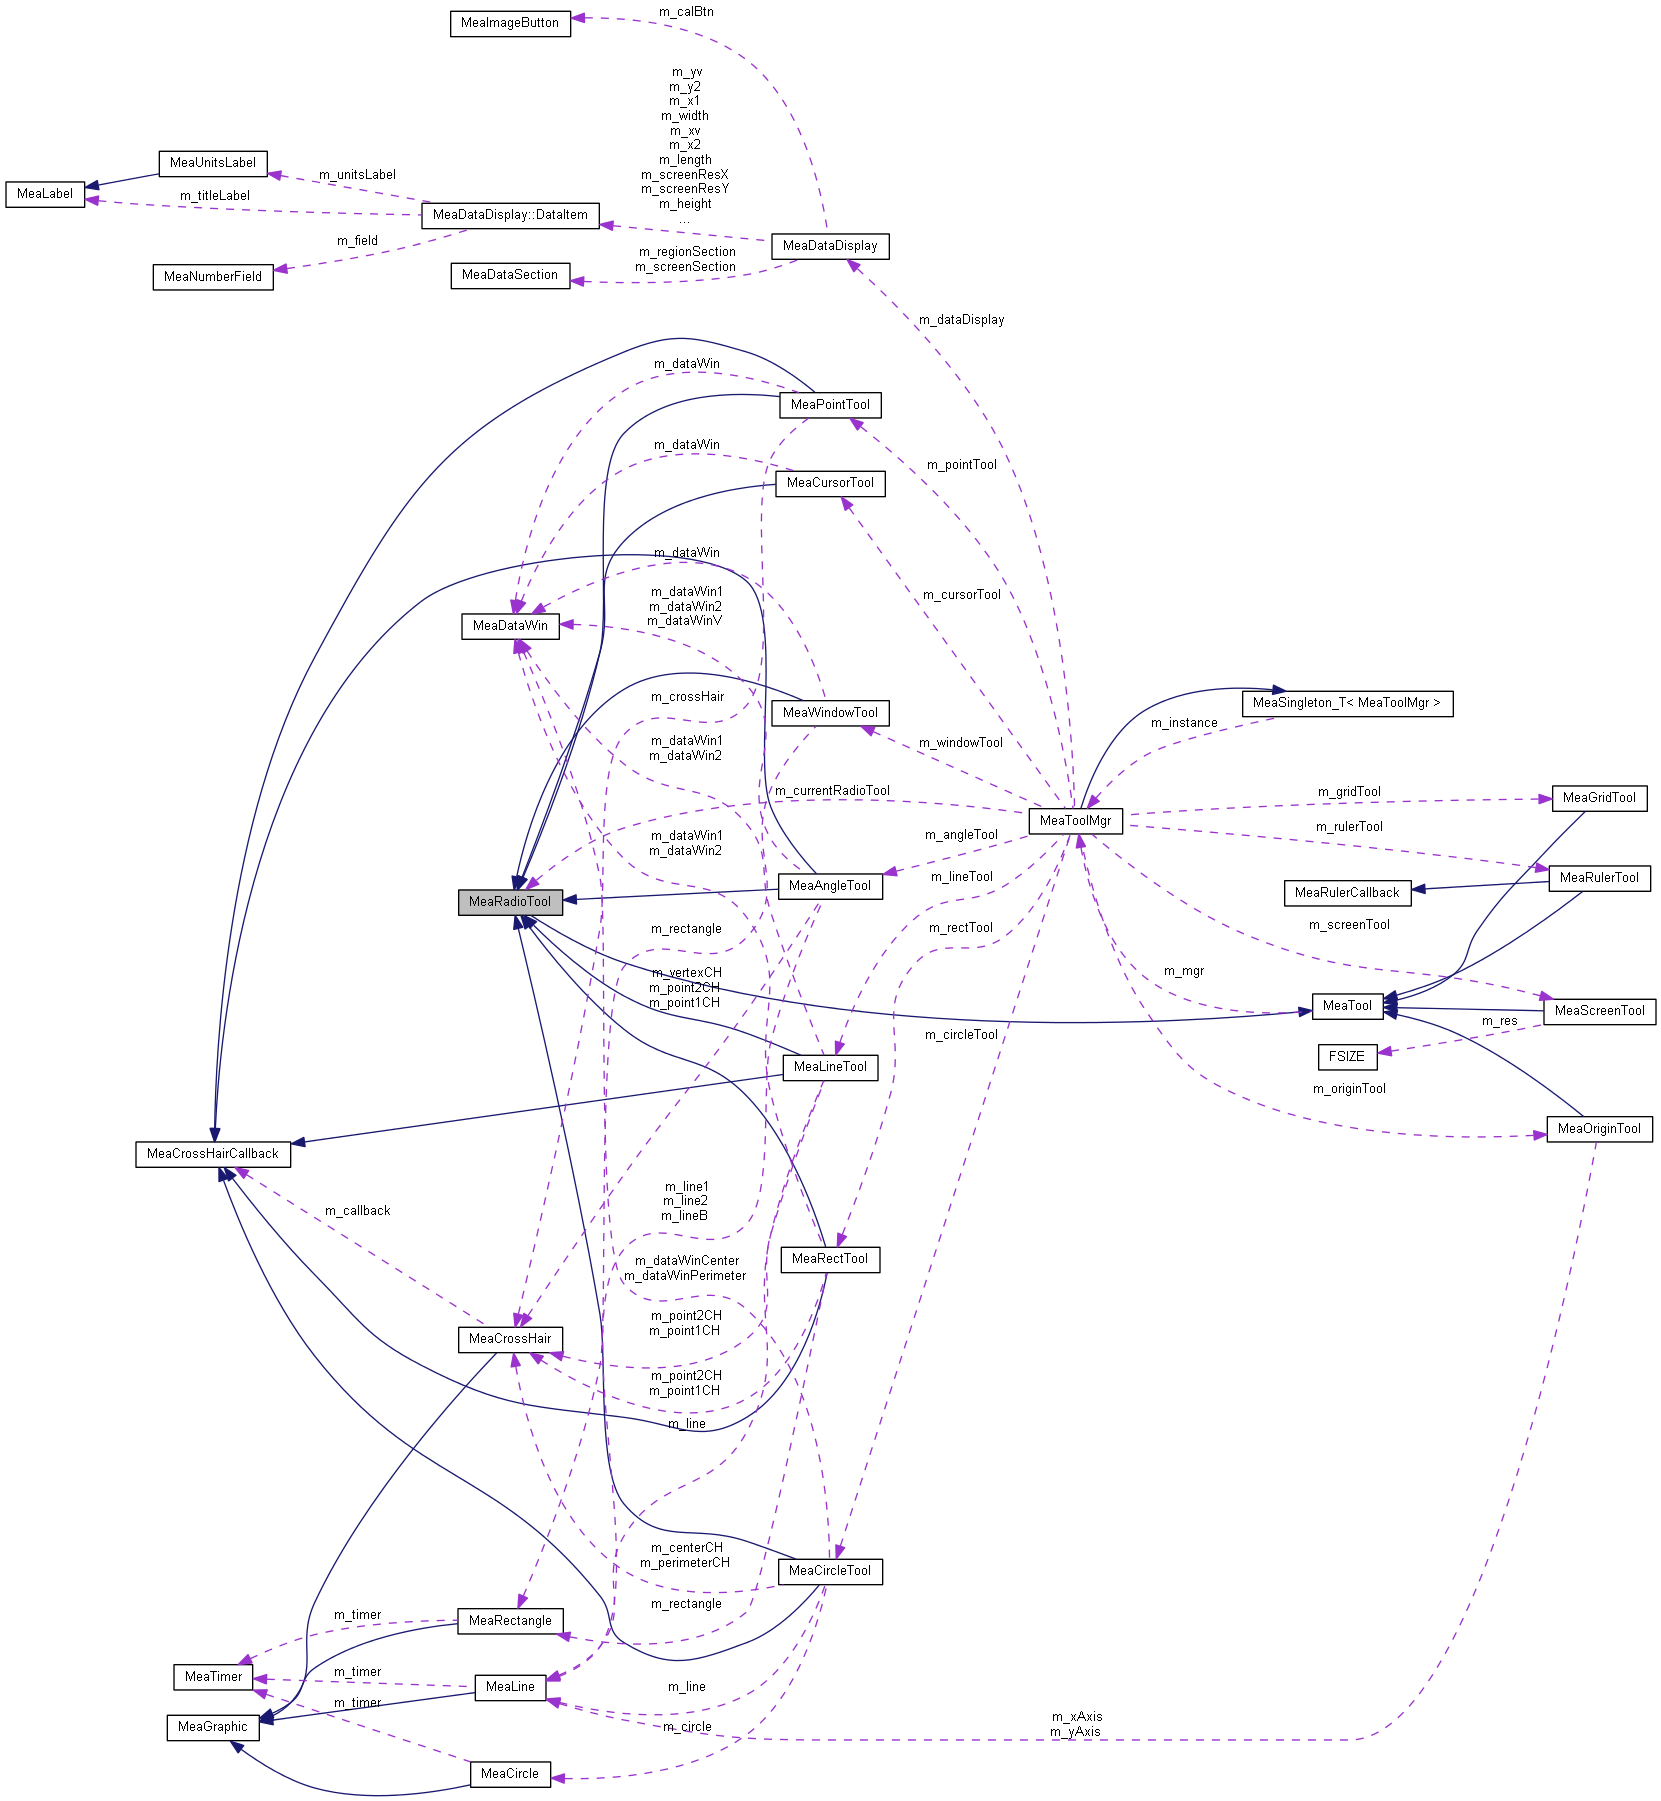 m_calBtn
MeaImageButton
m_yv
m_y2
m_x1
m_width
m_xv
m_x2
m_length
m_screenResX
m_screenResY
m_height
...
MeaUnitsLabel
m_unitsLabel
MeaLabel
m_titleLabel
MeaDataDisplay::DataItem
m_field
MeaNumberField
MeaDataDisplay
m_regionSection
m_screenSection
MeaDataSection
m_dataDisplay
m_dataWin
MeaPointTool
m_dataWin
m_pointTool
MeaCursorTool
m_dataWin
m_cursorTool
m_dataWin1
m_dataWin2
m_dataWinV
MeaDataWin
m_crossHair
MeaWindowTool
MeaSingleton_T< MeaToolMgr >
m_instance
m_dataWin1
m_dataWin2
m_windowTool
m_currentRadioTool
m_gridTool
MeaGridTool
MeaToolMgr
m_rulerTool
m_angleTool
m_dataWin1
m_dataWin2
m_lineTool
MeaRulerTool
MeaAngleTool
MeaRulerCallback
MeaRadioTool
m_rectangle
m_rectTool
m_screenTool
m_vertexCH
m_point2CH
m_point1CH
m_mgr
MeaTool
MeaScreenTool
m_res
m_circleTool
FSIZE
MeaLineTool
m_originTool
MeaOriginTool
MeaCrossHairCallback
m_line1
m_line2
m_lineB
m_callback
MeaRectTool
m_dataWinCenter
m_dataWinPerimeter
m_point2CH
m_point1CH
MeaCrossHair
m_point2CH
m_point1CH
m_line
m_centerCH
m_perimeterCH
MeaCircleTool
m_rectangle
m_timer
MeaRectangle
m_timer
MeaTimer
MeaLine
m_line
m_timer
MeaGraphic
m_circle
m_xAxis
m_yAxis
MeaCircle